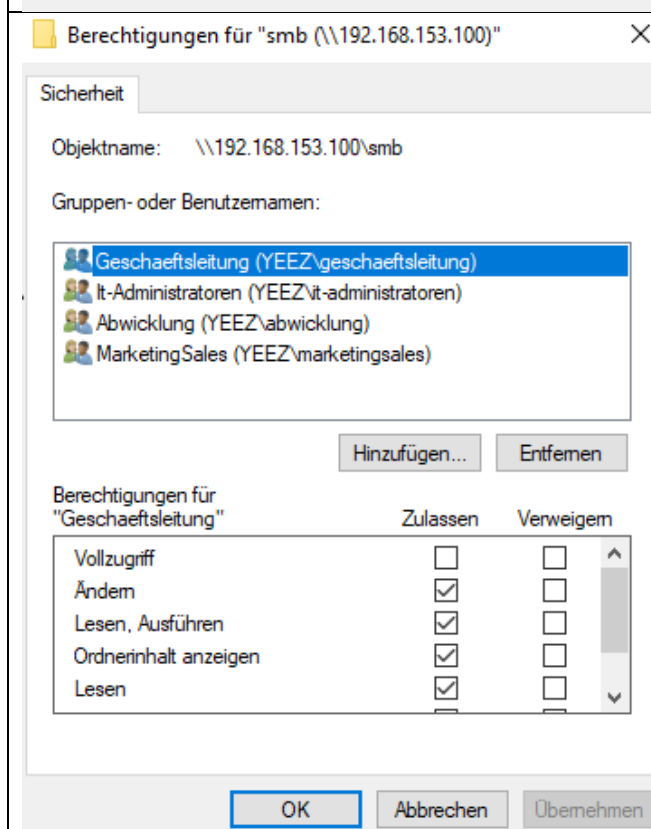 Berechtigungen für "smb (\\192.168.153.100)"
Sicherheit
Objektname: \\192.168.153.100\smb
Gruppen- oder Benutzernamen:
Geschaeftsleitung (YEEZ\geschaeftsleitung)
It-Administratoren (YEEZ\it-administratoren)
Abwicklung (YEEZ\abwicklung)
MarketingSales (YEEZ\marketingsales)
Hinzufügen... Entfernen
Berechtigungen für
"Geschaeftsleitung" Zulassen Verweigern
Vollzugriff
Ändern
Lesen, Ausführen
Ordnerinhalt anzeigen
Lesen
OK Abbrechen Übernehmen